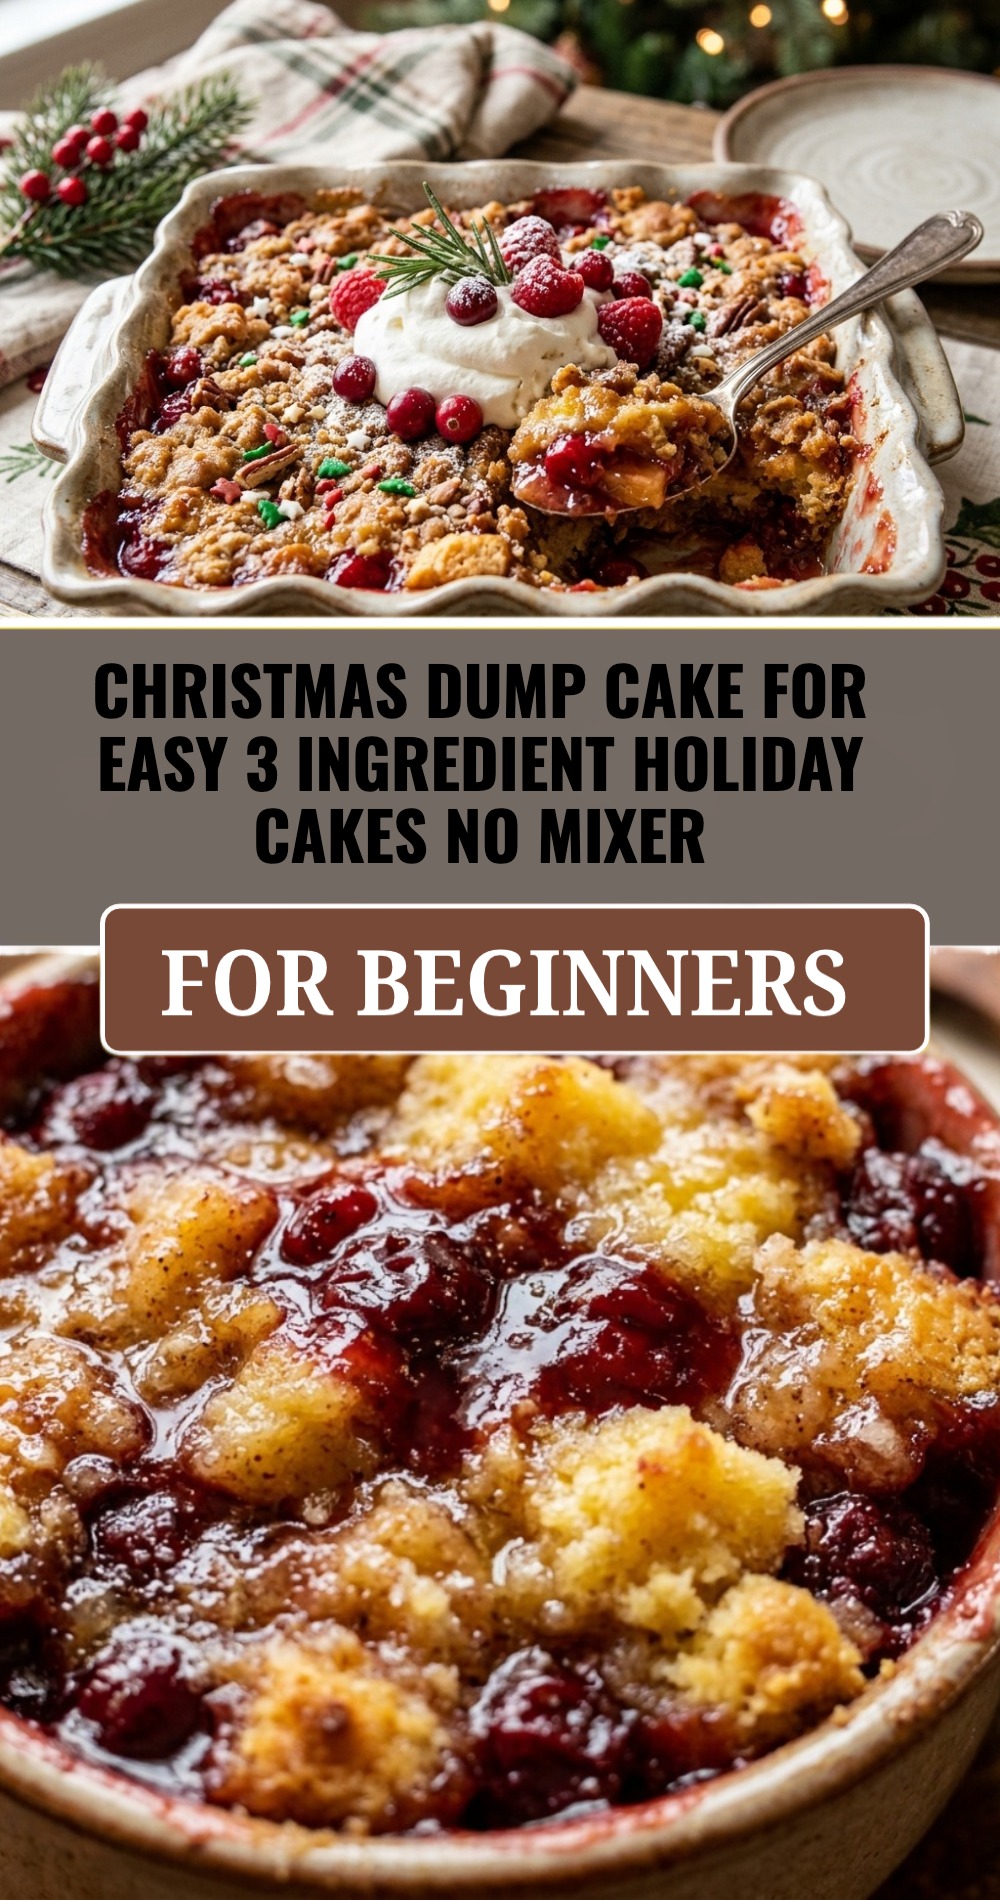 CHRISTMAS DUMP CAKE FOR
EASY 3 INGREDIENT HOLIDAY
CAKES NO MIXER
FOR BEGINNERS